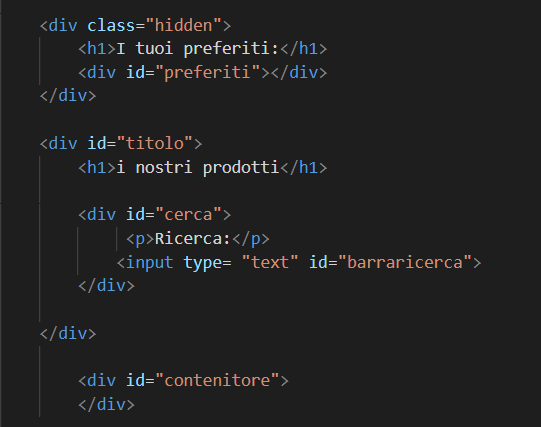 <div class="hidden">
<h1>I tuoi preferiti:</h1>
<div id="preferiti"></div>
</div>
<div id="titolo">
<h1>i nostri prodotti</h1>
<div id="cerca">
<p>Ricerca:</p>
<input type= "text" id="barraricerca">
</div>
</div>
<div id="contenitore">
</div>